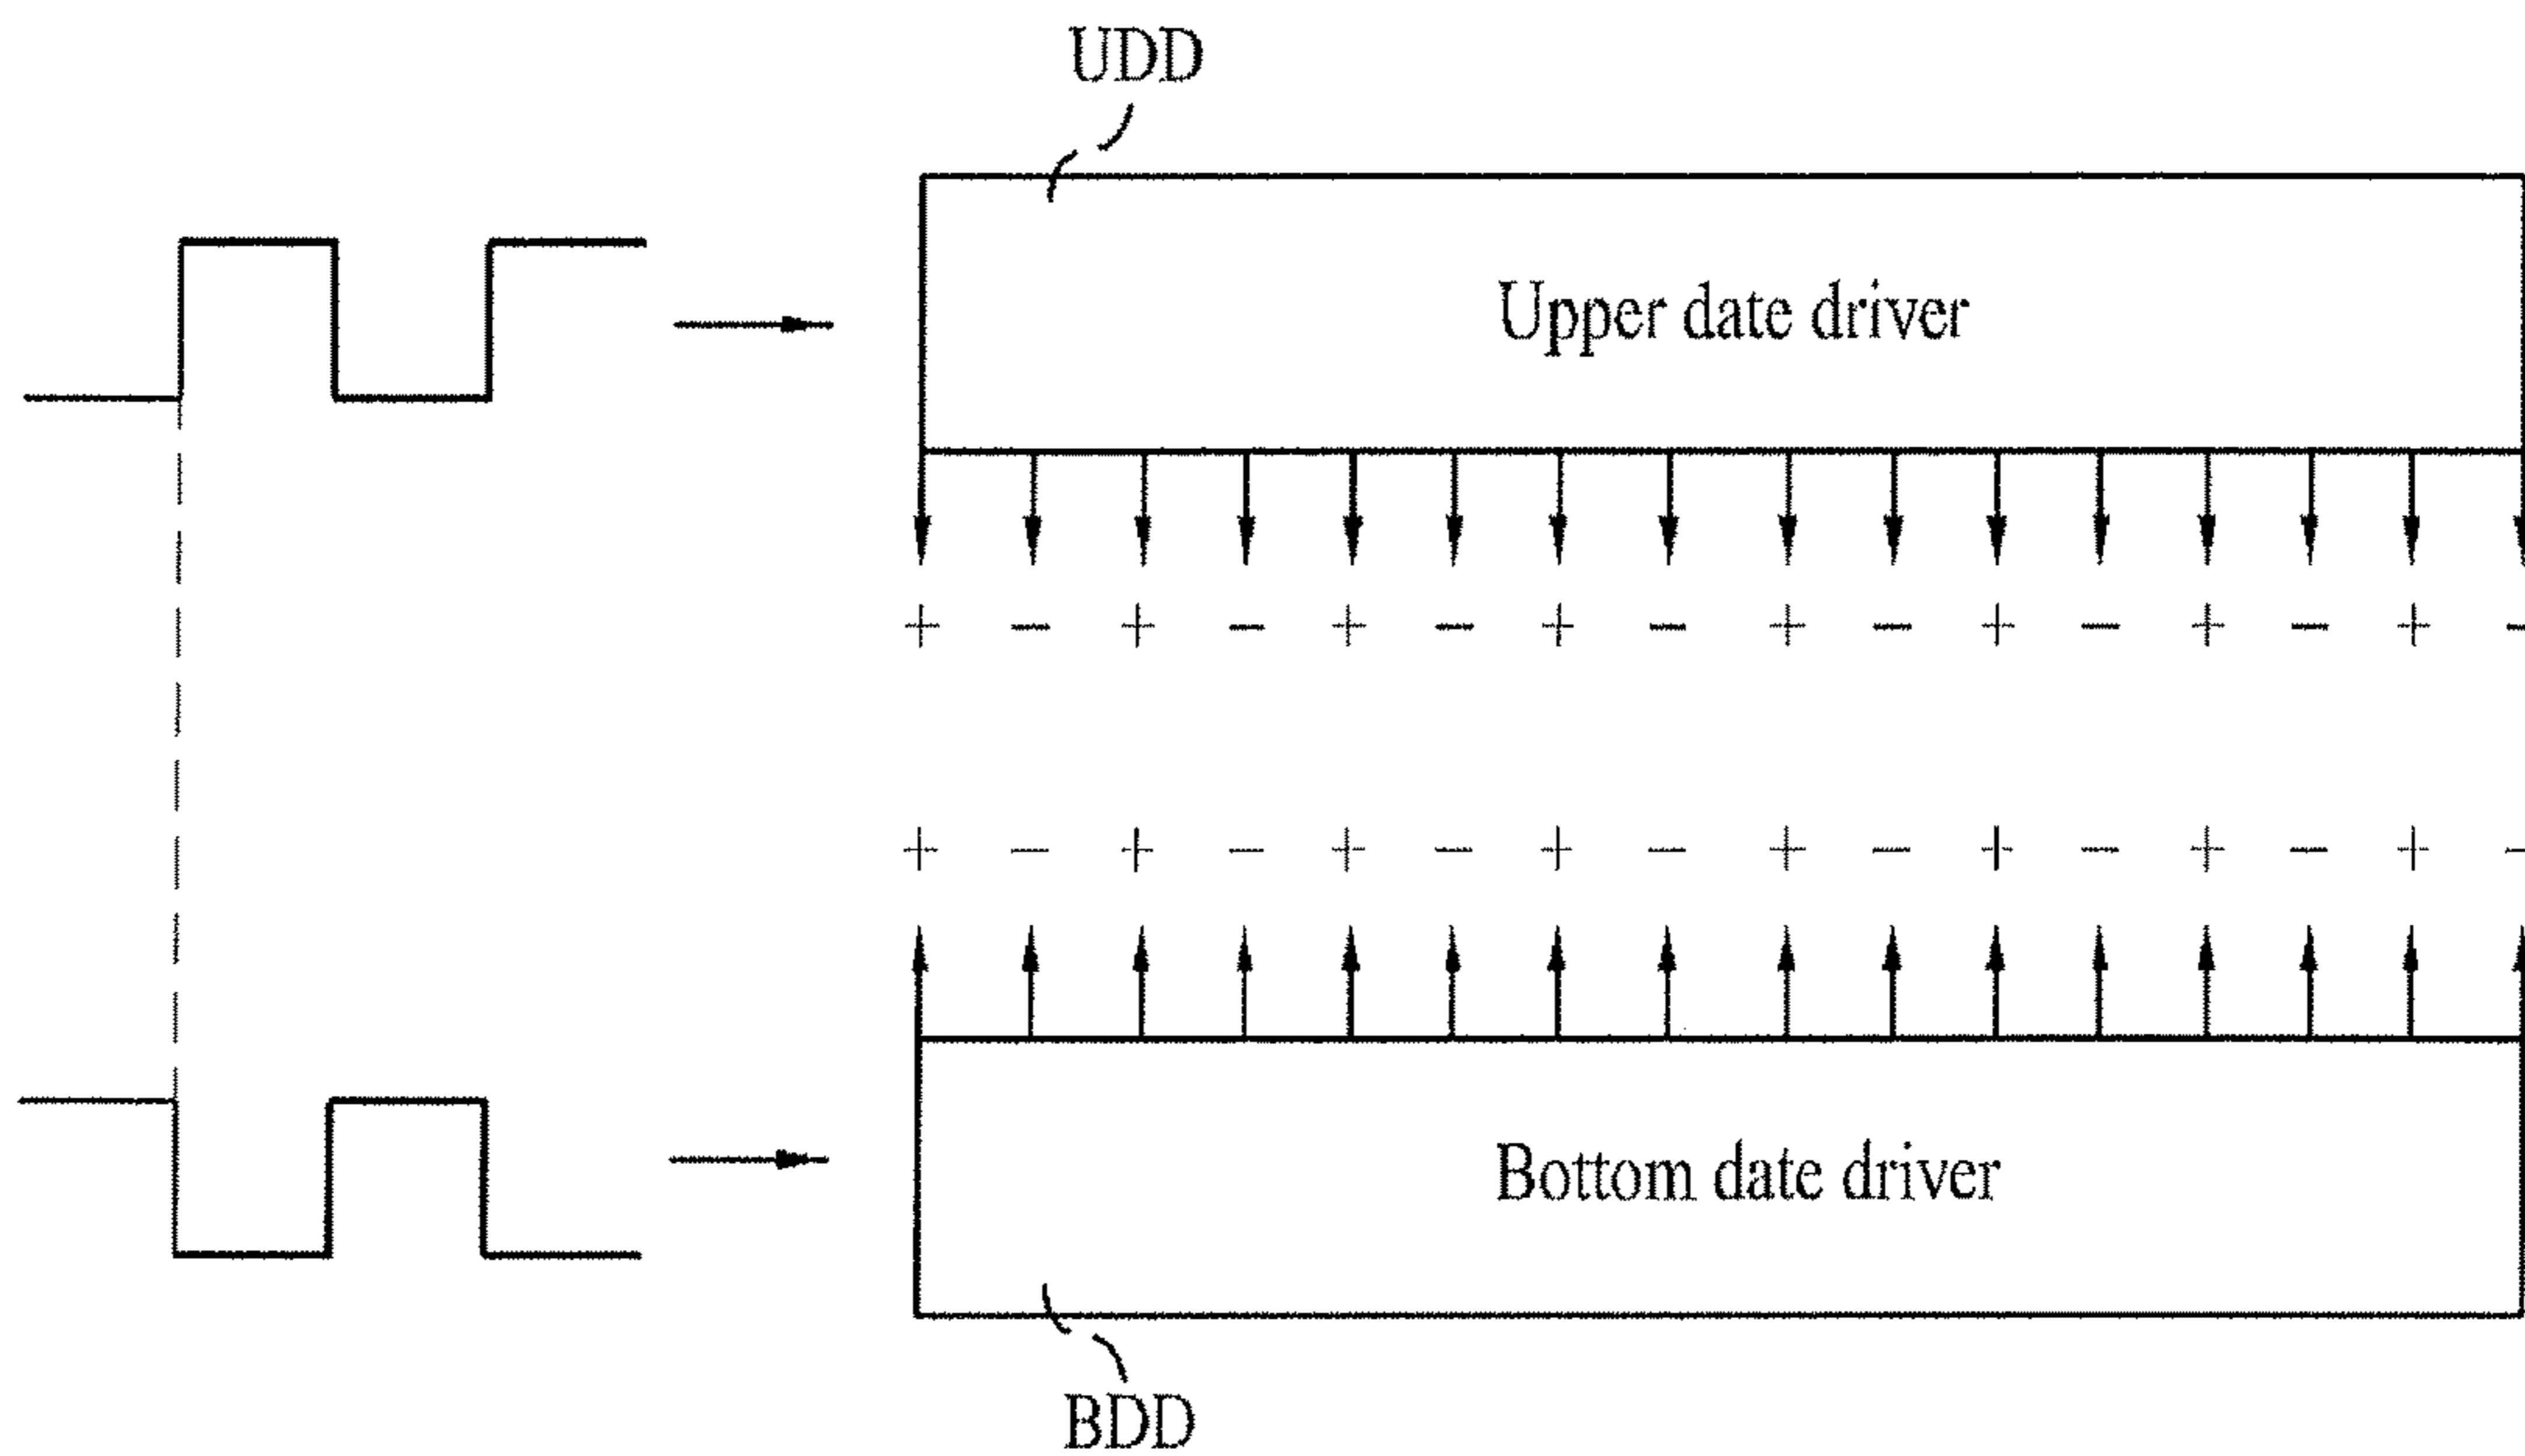 UDD
Upper date driver
+ − + − + − + − + − + − + − + −
+ − + − + − + − + − + − + − + −
Bottom date driver
BDD